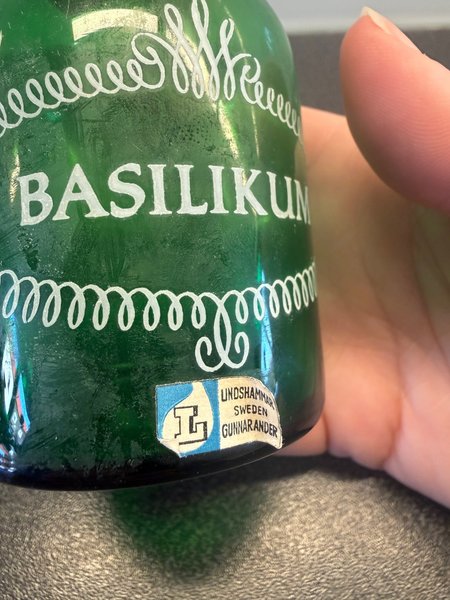 BASILIKUM
L
LINDSHAMMAR
SWEDEN
GUNNAR ANDER